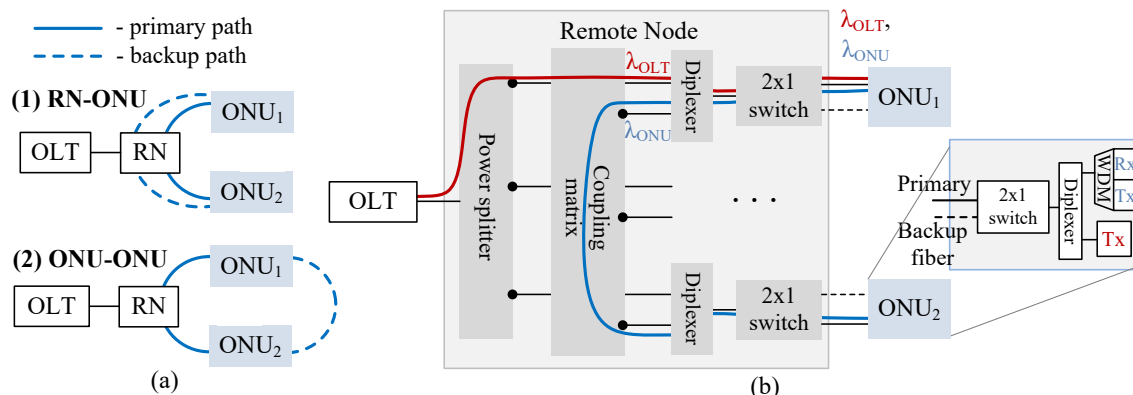 - primary path
- backup path
(1) RN-ONU
OLT
RN
ONU₁
ONU₂
(2) ONU-ONU
OLT
RN
ONU₁
ONU₂
(a)
Remote Node
OLT
Power splitter
Coupling
matrix
λOLT
λONU
Diplexer
2x1
switch
λOLT,
λONU
ONU₁
. . .
Diplexer
2x1
switch
ONU₂
(b)
Primary
Backup
fiber
2x1
switch
Diplexer
WDM
Rx
Tx
Tx